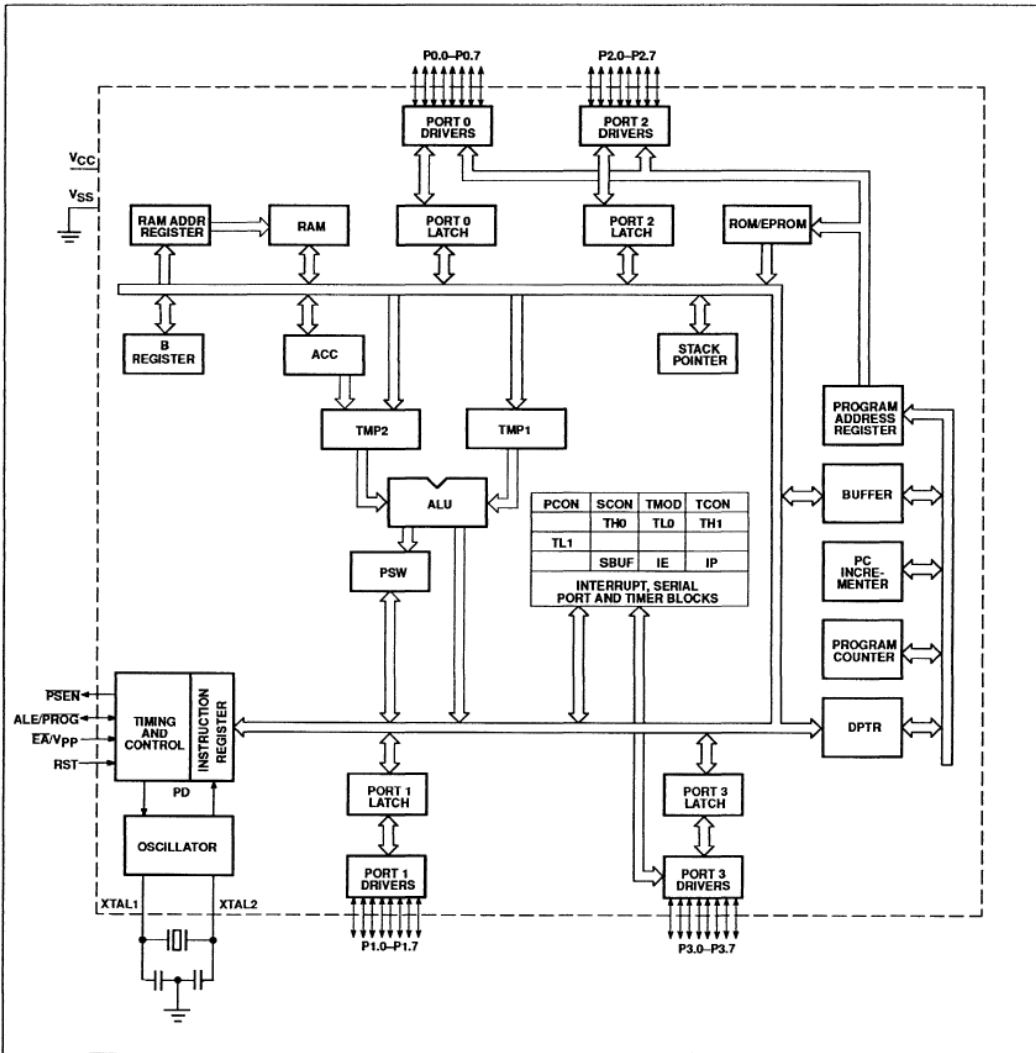 P0.0–P0.7
P2.0–P2.7
PORT 0
DRIVERS
PORT 2
DRIVERS
VCC
VSS
RAM ADDR
REGISTER
RAM
PORT 0
LATCH
PORT 2
LATCH
ROM/EPROM
B
REGISTER
ACC
STACK
POINTER
PROGRAM
ADDRESS
REGISTER
TMP2
TMP1
ALU
BUFFER
PCON SCON TMOD TCON
TH0 TL0 TH1
TL1
SBUF IE IP
INTERRUPT, SERIAL
PORT AND TIMER BLOCKS
PSW
PC
INCRE-
MENTER
PROGRAM
COUNTER
PSEN
ALE/PROG
EA/VPP
RST
TIMING
AND
CONTROL
INSTRUCTION
REGISTER
DPTR
PD
OSCILLATOR
PORT 1
LATCH
PORT 3
LATCH
PORT 1
DRIVERS
PORT 3
DRIVERS
XTAL1
XTAL2
P1.0–P1.7
P3.0–P3.7